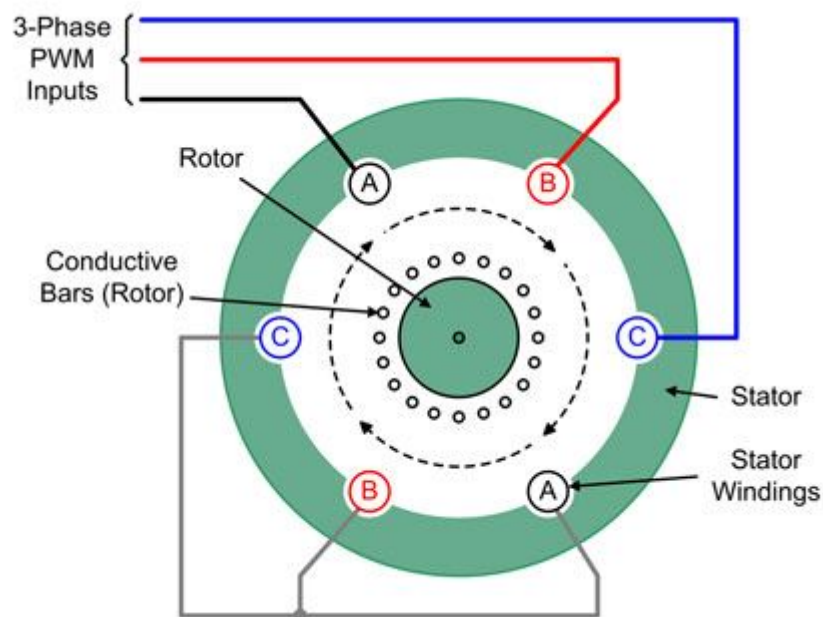 3-Phase
PWM
Inputs
Rotor
A
B
Conductive
Bars (Rotor)
C
C
Stator
B
A
Stator
Windings